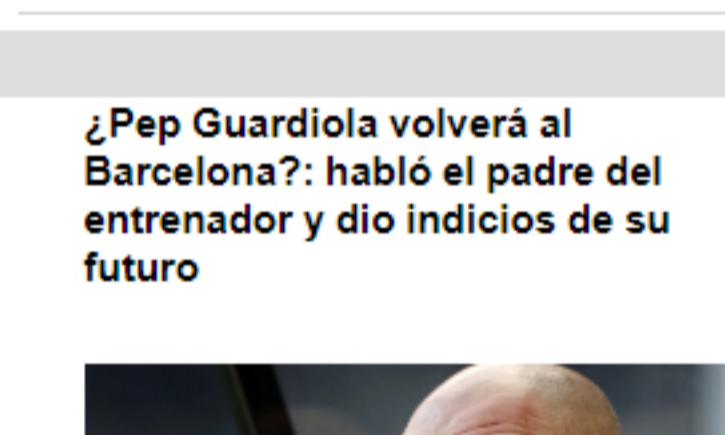 ¿Pep Guardiola volverá al
Barcelona?: habló el padre del
entrenador y dio indicios de su
futuro